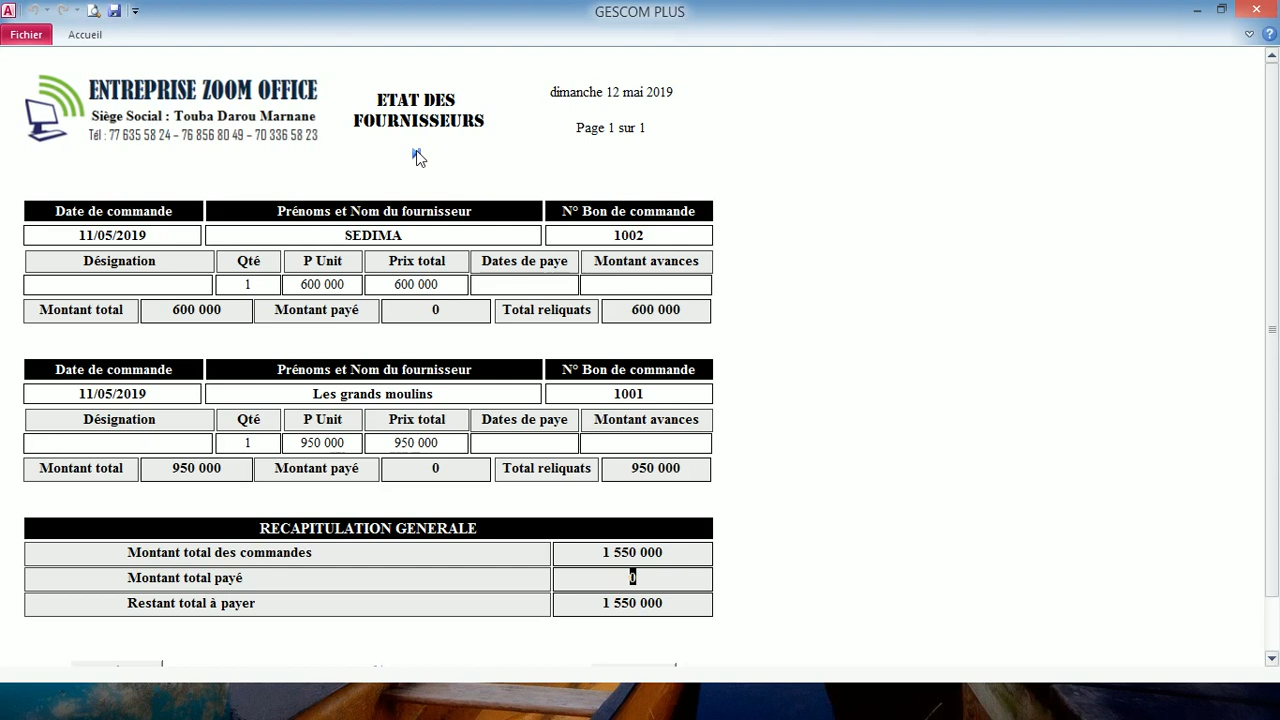 GESCOM PLUS
Fichier Accueil
ENTREPRISE ZOOM OFFICE
Siège Social : Touba Darou Marnane
Tél : 77 635 58 24 – 76 856 80 49 – 70 336 58 23
ETAT DES
FOURNISSEURS
dimanche 12 mai 2019
Page 1 sur 1
Date de commande Prénoms et Nom du fournisseur N° Bon de commande
11/05/2019 SEDIMA 1002
Désignation Qté P Unit Prix total Dates de paye Montant avances
1 600 000 600 000
Montant total 600 000 Montant payé 0 Total reliquats 600 000
Date de commande Prénoms et Nom du fournisseur N° Bon de commande
11/05/2019 Les grands moulins 1001
Désignation Qté P Unit Prix total Dates de paye Montant avances
1 950 000 950 000
Montant total 950 000 Montant payé 0 Total reliquats 950 000
RECAPITULATION GENERALE
Montant total des commandes 1 550 000
Montant total payé 0
Restant total à payer 1 550 000